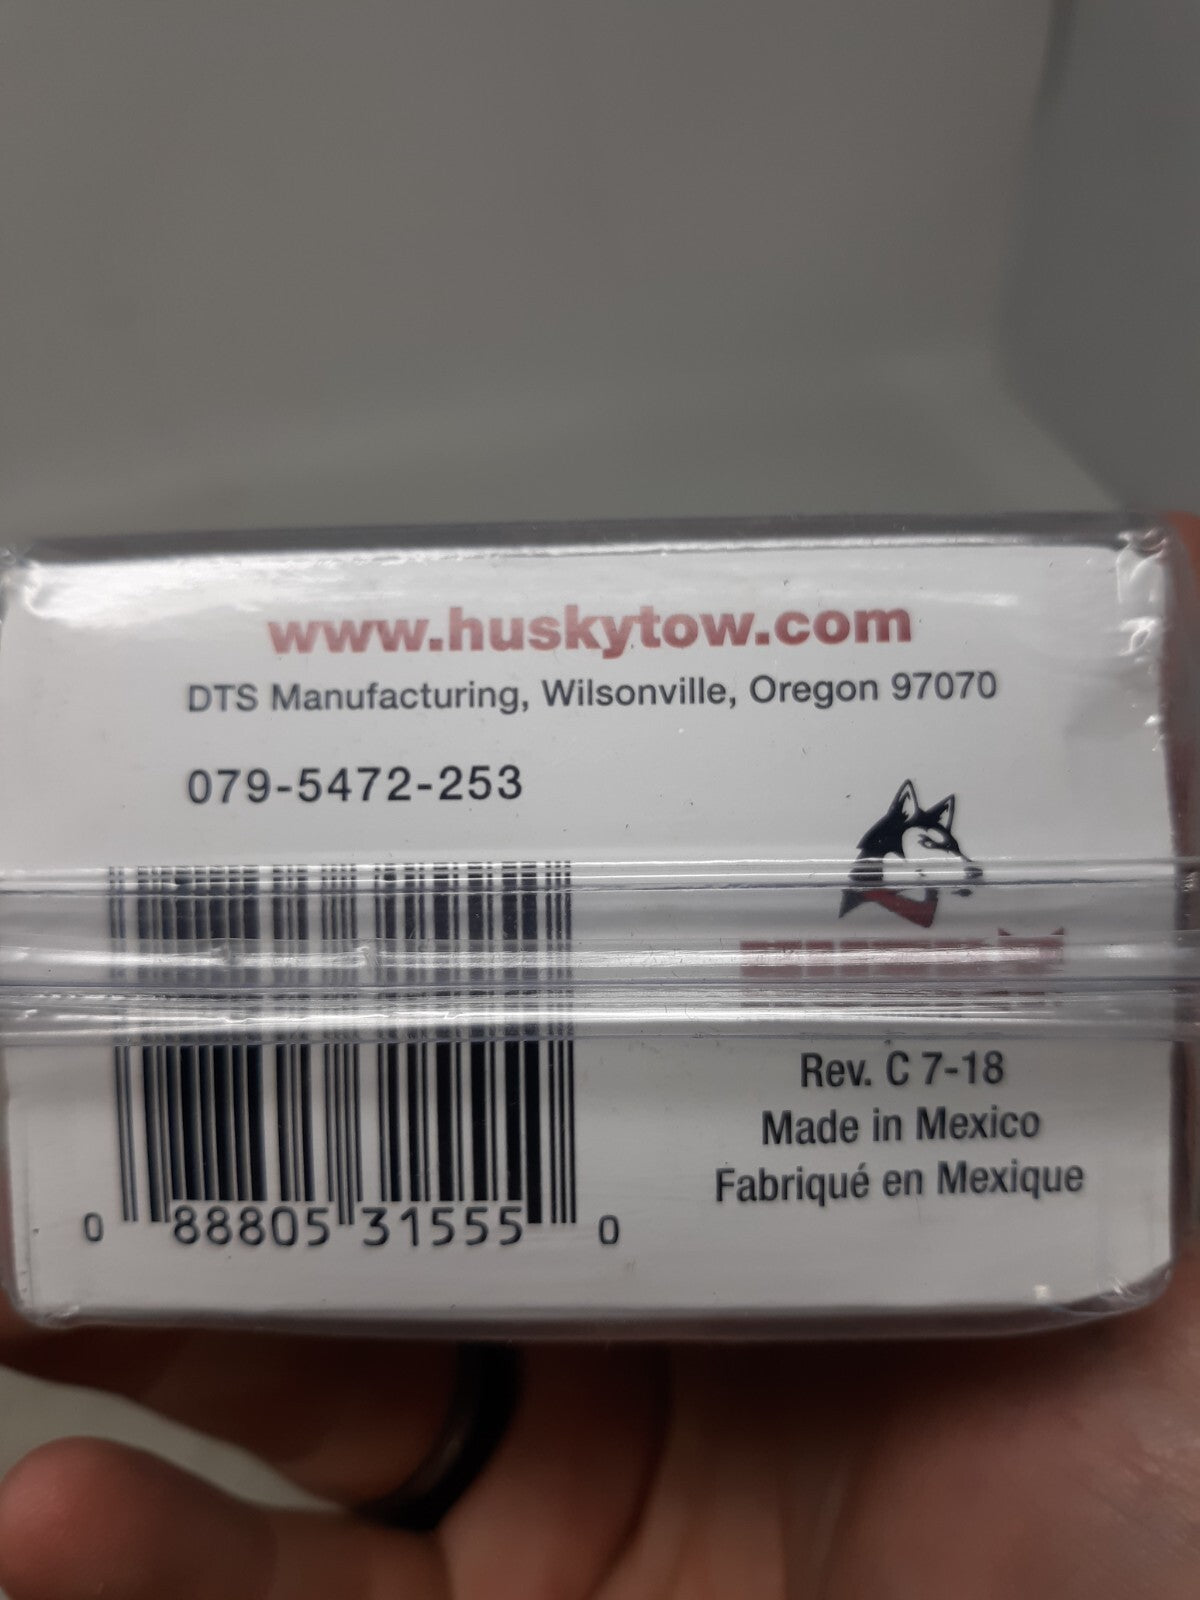 www.huskytow.com
DTS Manufacturing, Wilsonville, Oregon 97070
079-5472-253
0 88805 31555 0
Rev. C 7-18
Made in Mexico
Fabriqué en Mexique